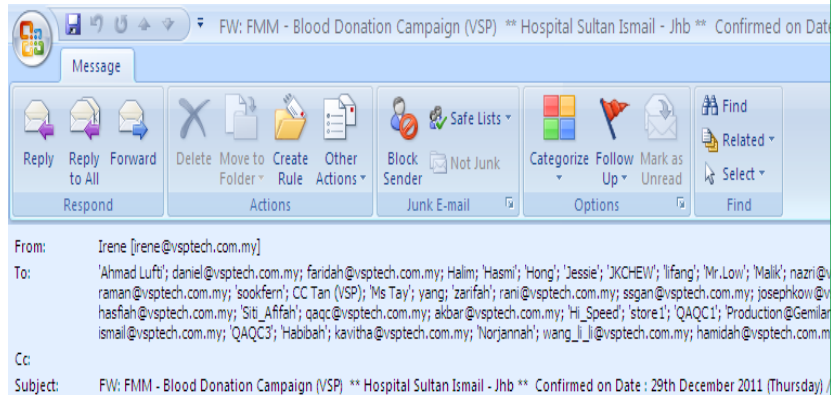 FW: FMM - Blood Donation Campaign (VSP) ** Hospital Sultan Ismail - Jhb ** Confirmed on Date
Message
Safe Lists
Find
Related
Reply Reply to All Forward Delete Move to Folder Create Rule Other Actions Block Sender Not Junk Categorize Follow Up Mark as Unread Select
Respond Actions Junk E-mail Options Find
From: Irene [irene@vsptech.com.my]
To: 'Ahmad Lufti'; daniel@vsptech.com.my; faridah@vsptech.com.my; Halim; 'Hasmi'; 'Hong'; 'Jessie'; 'JKCHEW'; 'lifang'; 'Mr.Low'; 'Malik'; nazri@v
raman@vsptech.com.my; 'sookfern'; CC Tan (VSP); 'Ms Tay'; yang; 'zarifah'; rani@vsptech.com.my; ssgan@vsptech.com.my; josephkow@v
hasfiah@vsptech.com.my; 'Siti_Afifah'; qaqc@vsptech.com.my; akbar@vsptech.com.my; 'Hi_Speed'; 'store1'; 'QAQC1'; 'Production@Gemilan
ismail@vsptech.com.my; 'QAQC3'; 'Habibah'; kavitha@vsptech.com.my; 'Norjannah'; wang_li_li@vsptech.com.my; hamidah@vsptech.com.m
Cc:
Subject: FW: FMM - Blood Donation Campaign (VSP) ** Hospital Sultan Ismail - Jhb ** Confirmed on Date : 29th December 2011 (Thursday) /